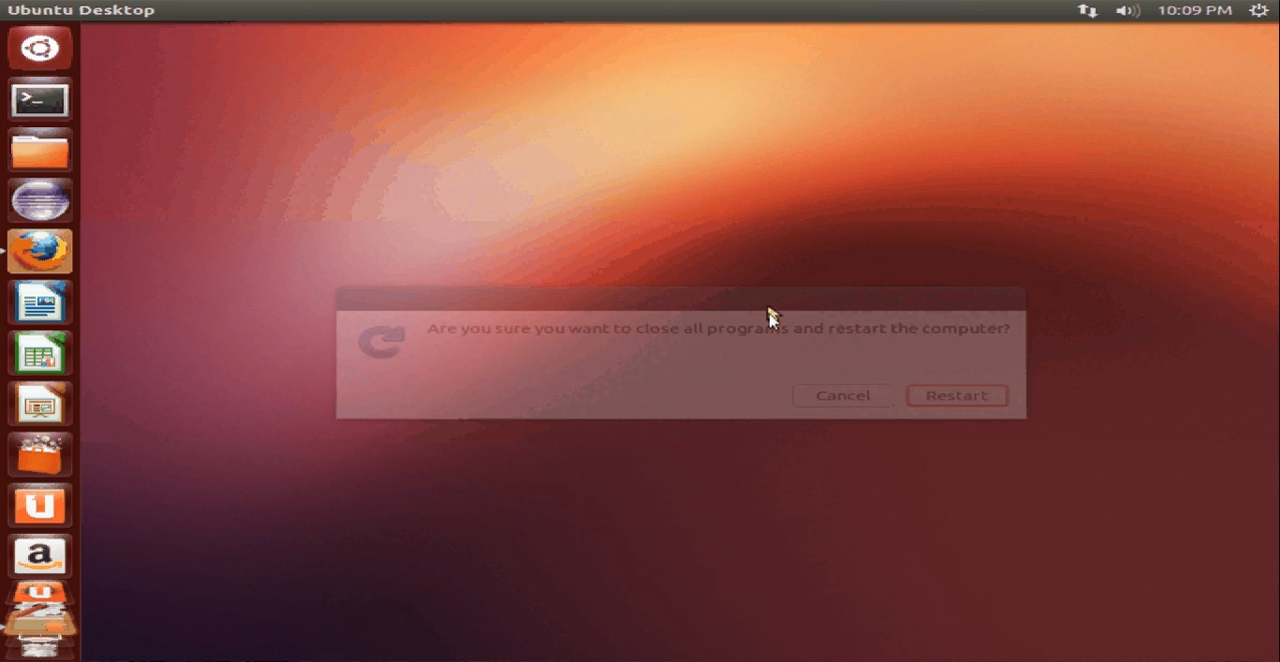 Ubuntu Desktop
10:09 PM
Are you sure you want to close all programs and restart the computer?
Cancel
Restart